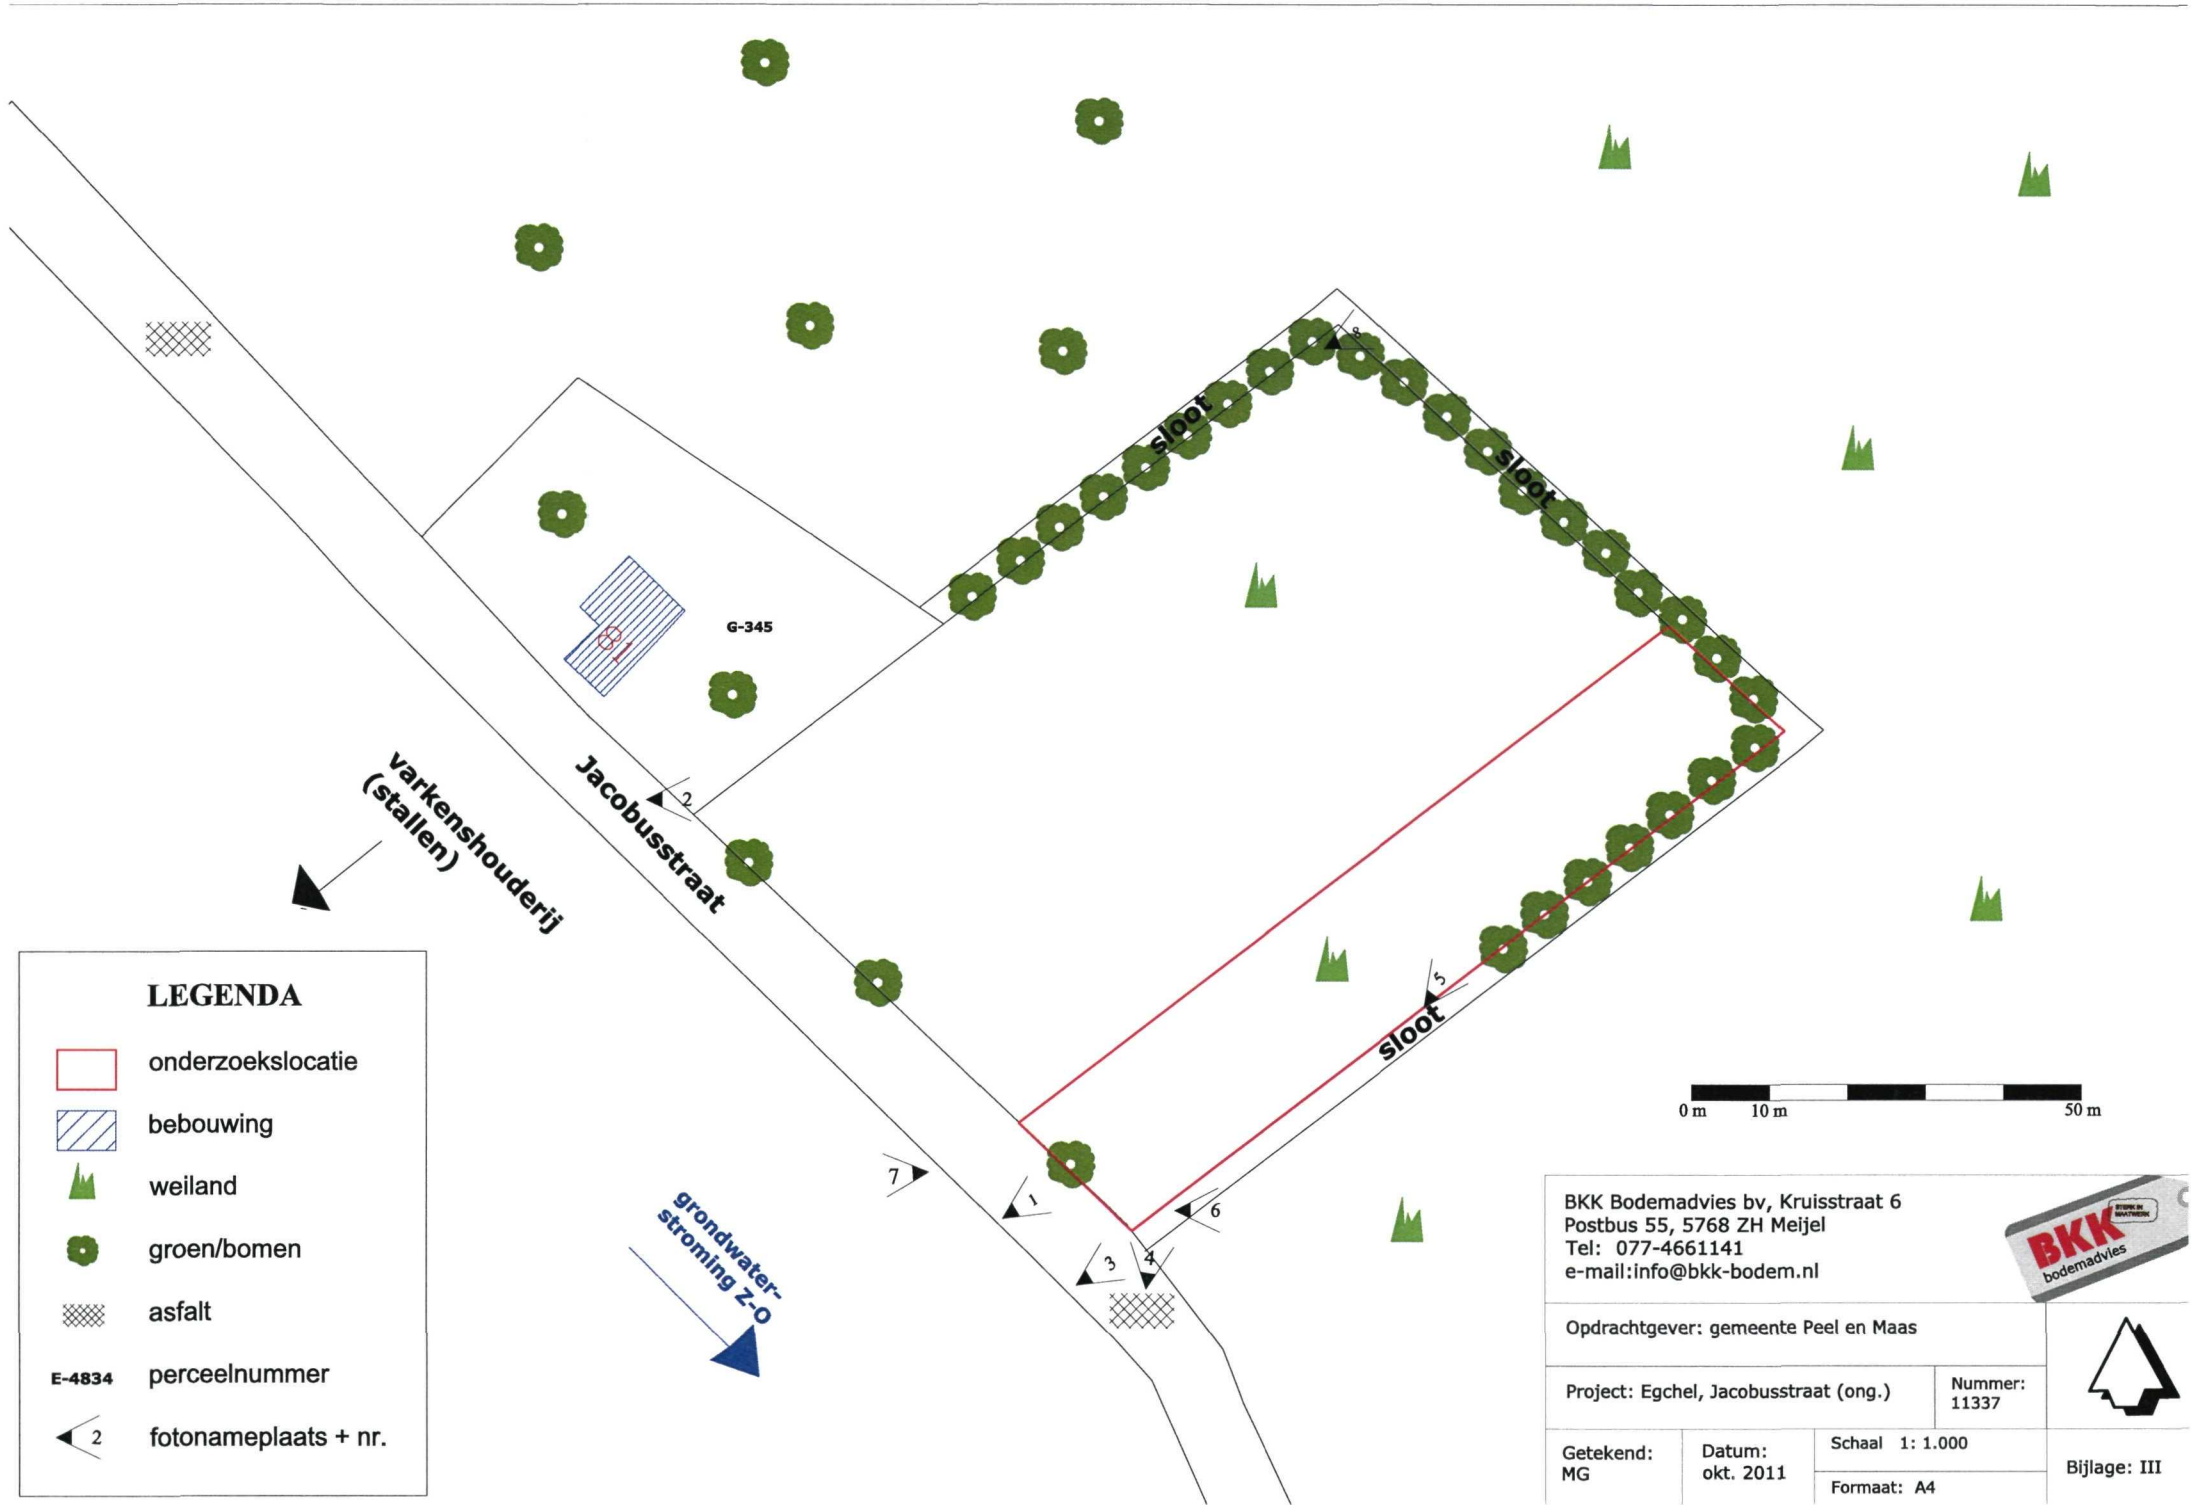 8
sloot
sloot
G-345
81
2
Jacobusstraat
varkenshouderij
(stallen)
5
sloot
7
1
6
3
4
grondwater-
stroming Z-O
0 m 10 m 50 m
LEGENDA
onderzoekslocatie
bebouwing
weiland
groen/bomen
asfalt
E-4834 perceelnummer
2 fotonameplaats + nr.
BKK Bodemadvies bv, Kruisstraat 6
Postbus 55, 5768 ZH Meijel
Tel: 077-4661141
e-mail:info@bkk-bodem.nl
BKK
STERK IN
MAATWERK
bodemadvies
Opdrachtgever: gemeente Peel en Maas
Project: Egchel, Jacobusstraat (ong.)
Nummer:
11337
Getekend:
MG
Datum:
okt. 2011
Schaal 1: 1.000
Formaat: A4
Bijlage: III